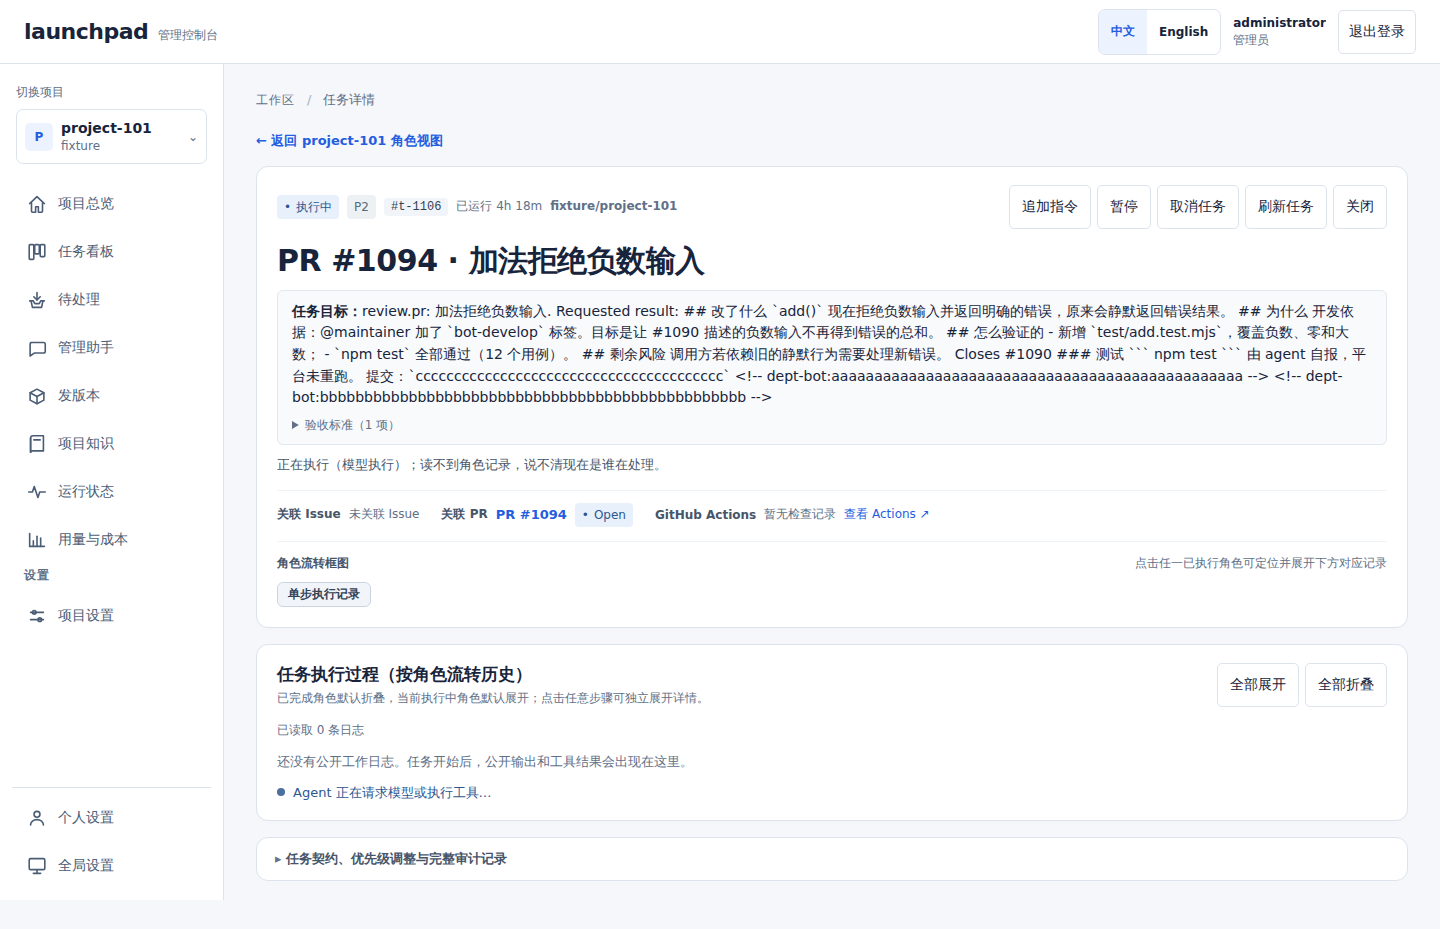 launchpad 管理控制台
中文 English
administrator
管理员
退出登录
切换项目
P
project-101
fixture
项目总览
任务看板
待处理
管理助手
发版本
项目知识
运行状态
用量与成本
设置
项目设置
个人设置
全局设置
工作区 / 任务详情
← 返回 project-101 角色视图
• 执行中 P2 #t-1106 已运行 4h 18m fixture/project-101
追加指令 暂停 取消任务 刷新任务 关闭
PR #1094 · 加法拒绝负数输入
任务目标：review.pr: 加法拒绝负数输入. Requested result: ## 改了什么 `add()` 现在拒绝负数输入并返回明确的错误，原来会静默返回错误结果。 ## 为什么 开发依
据：@maintainer 加了 `bot-develop` 标签。目标是让 #1090 描述的负数输入不再得到错误的总和。 ## 怎么验证的 - 新增 `test/add.test.mjs`，覆盖负数、零和大
数； - `npm test` 全部通过（12 个用例）。 ## 剩余风险 调用方若依赖旧的静默行为需要处理新错误。 Closes #1090 ### 测试 ``` npm test ``` 由 agent 自报，平
台未重跑。 提交：`cccccccccccccccccccccccccccccccccccccccc` <!-- dept-bot:aaaaaaaaaaaaaaaaaaaaaaaaaaaaaaaaaaaaaaaaaaaaaaaa --> <!-- dept-
bot:bbbbbbbbbbbbbbbbbbbbbbbbbbbbbbbbbbbbbbbbbbbbbbbb -->
▶ 验收标准（1 项）
正在执行（模型执行）；读不到角色记录，说不清现在是谁在处理。
关联 Issue 未关联 Issue 关联 PR PR #1094 • Open GitHub Actions 暂无检查记录 查看 Actions ↗
角色流转框图 点击任一已执行角色可定位并展开下方对应记录
单步执行记录
任务执行过程（按角色流转历史）
已完成角色默认折叠，当前执行中角色默认展开；点击任意步骤可独立展开详情。
全部展开 全部折叠
已读取 0 条日志
还没有公开工作日志。任务开始后，公开输出和工具结果会出现在这里。
Agent 正在请求模型或执行工具…
▸ 任务契约、优先级调整与完整审计记录